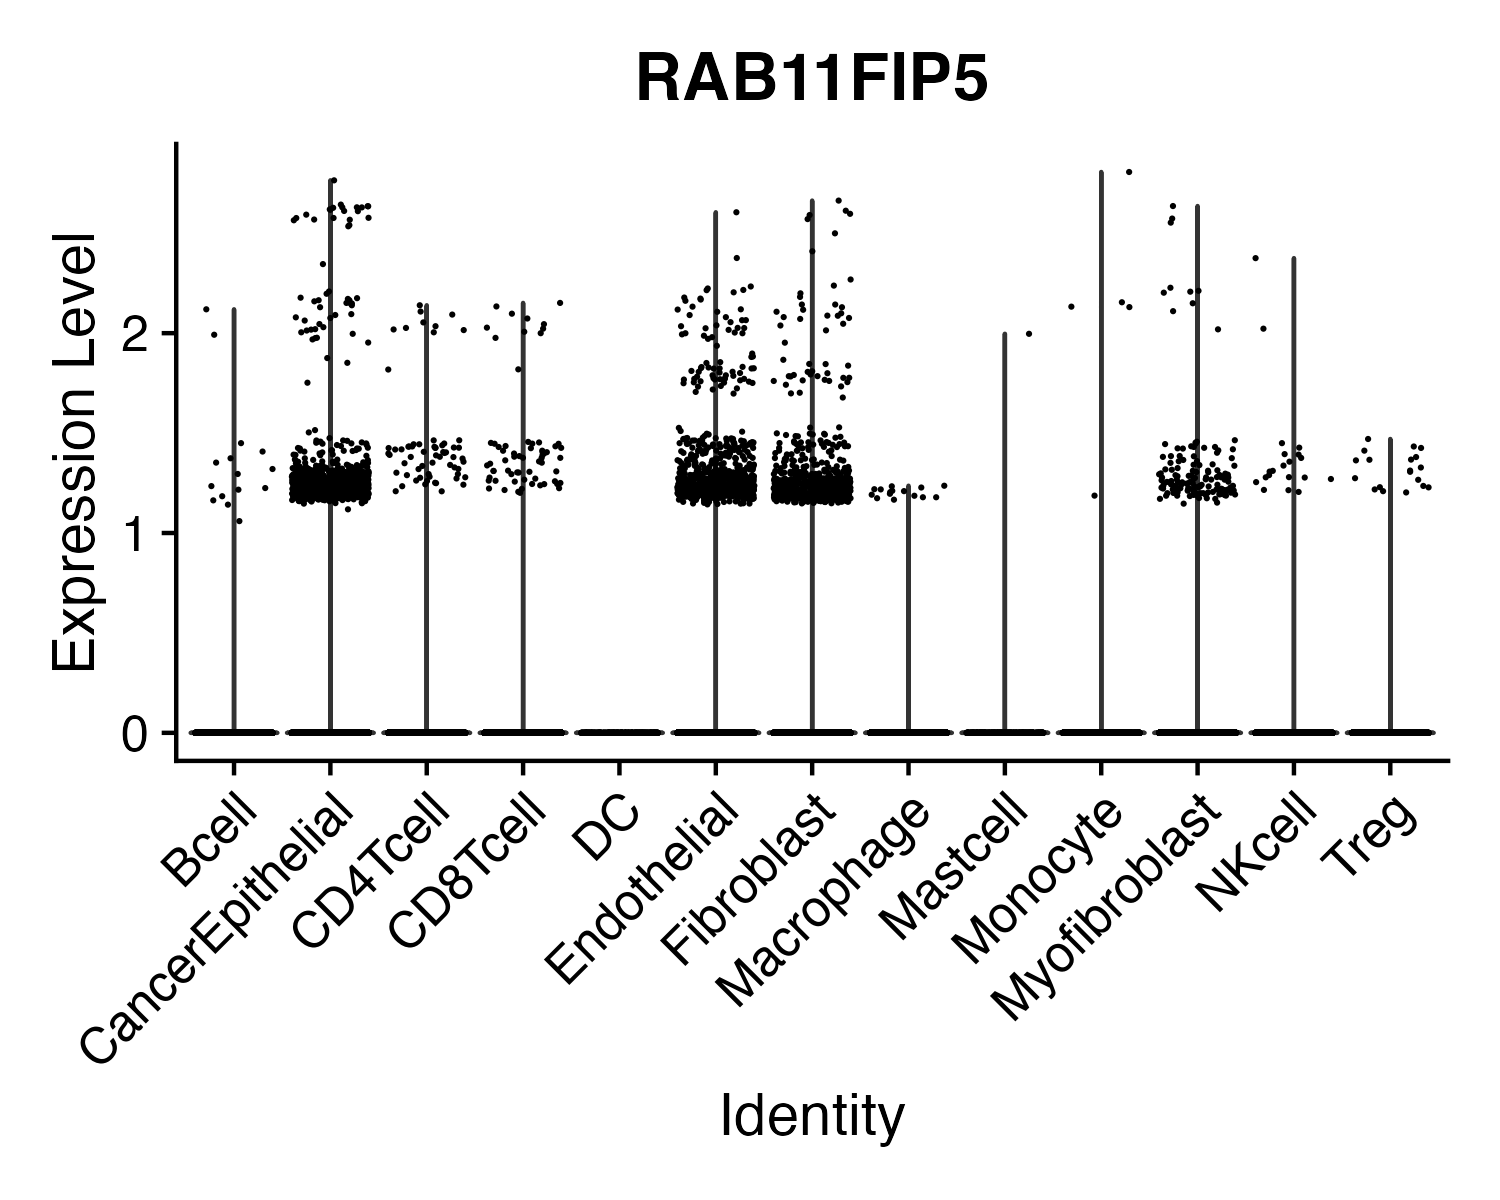 RAB11FIP5
Expression Level
2
1
0
Bcell
CancerEpithelial
CD4Tcell
CD8Tcell
DC
Endothelial
Fibroblast
Macrophage
Mastcell
Monocyte
Myofibroblast
NKcell
Treg
Identity